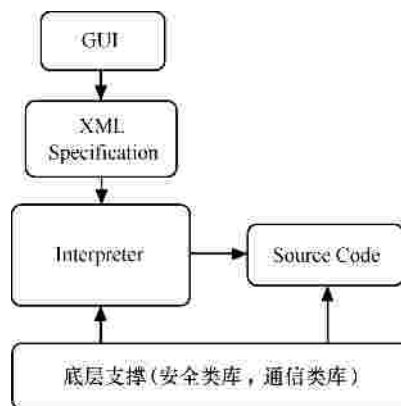 GUI
XML
Specification
Interpreter
Source Code
底层支撑(安全类库，通信类库)